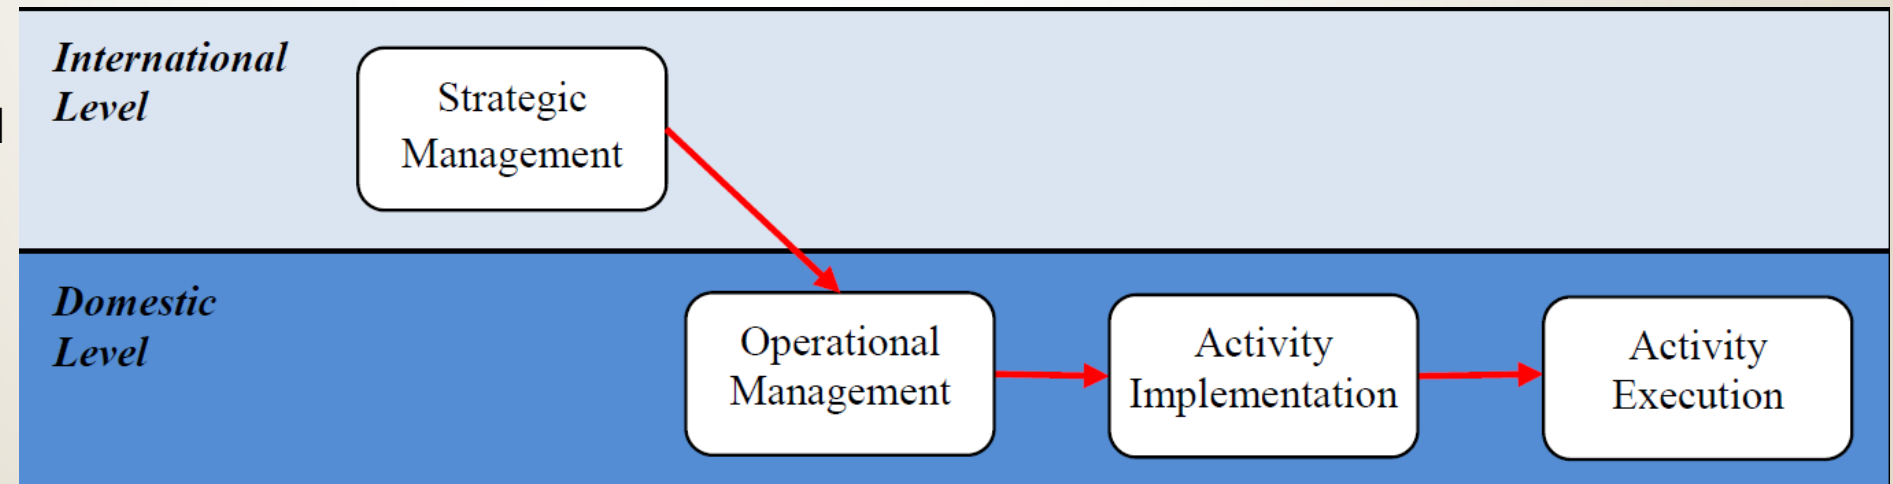 International
Level
Strategic
Management
Domestic
Level
Operational
Management
Activity
Implementation
Activity
Execution